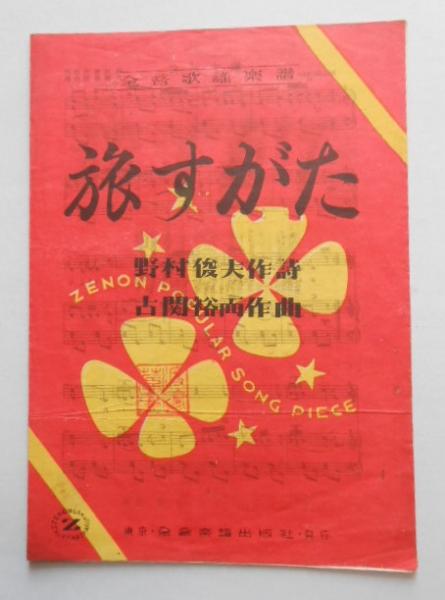 全音歌謡楽譜
旅すがた
野村俊夫作詩
古関裕而作曲
ZENON POPULAR SONG PIECE
東京・全音楽譜出版社・発行